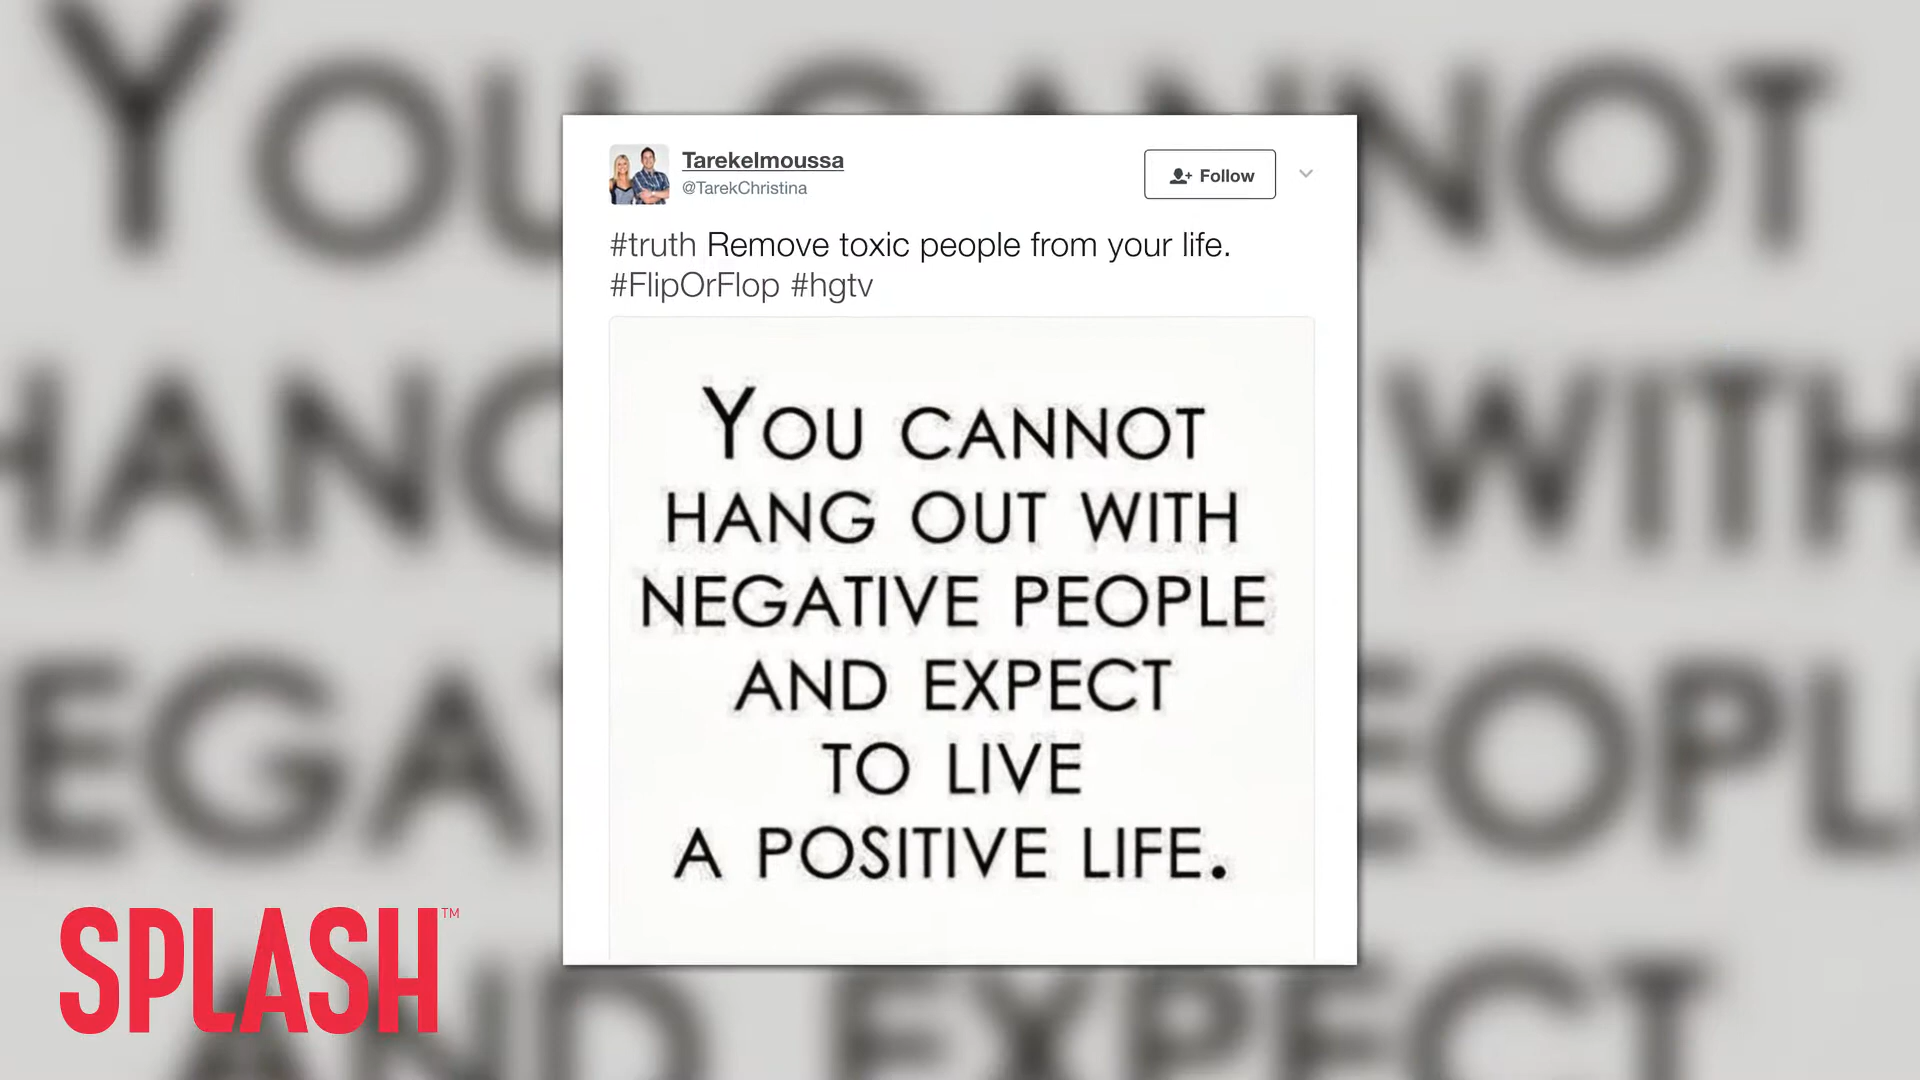 Tarekelmoussa
@TarekChristina
Follow
#truth Remove toxic people from your life.
#FlipOrFlop #hgtv
YOU CANNOT
HANG OUT WITH
NEGATIVE PEOPLE
AND EXPECT
TO LIVE
A POSITIVE LIFE.
SPLASH™